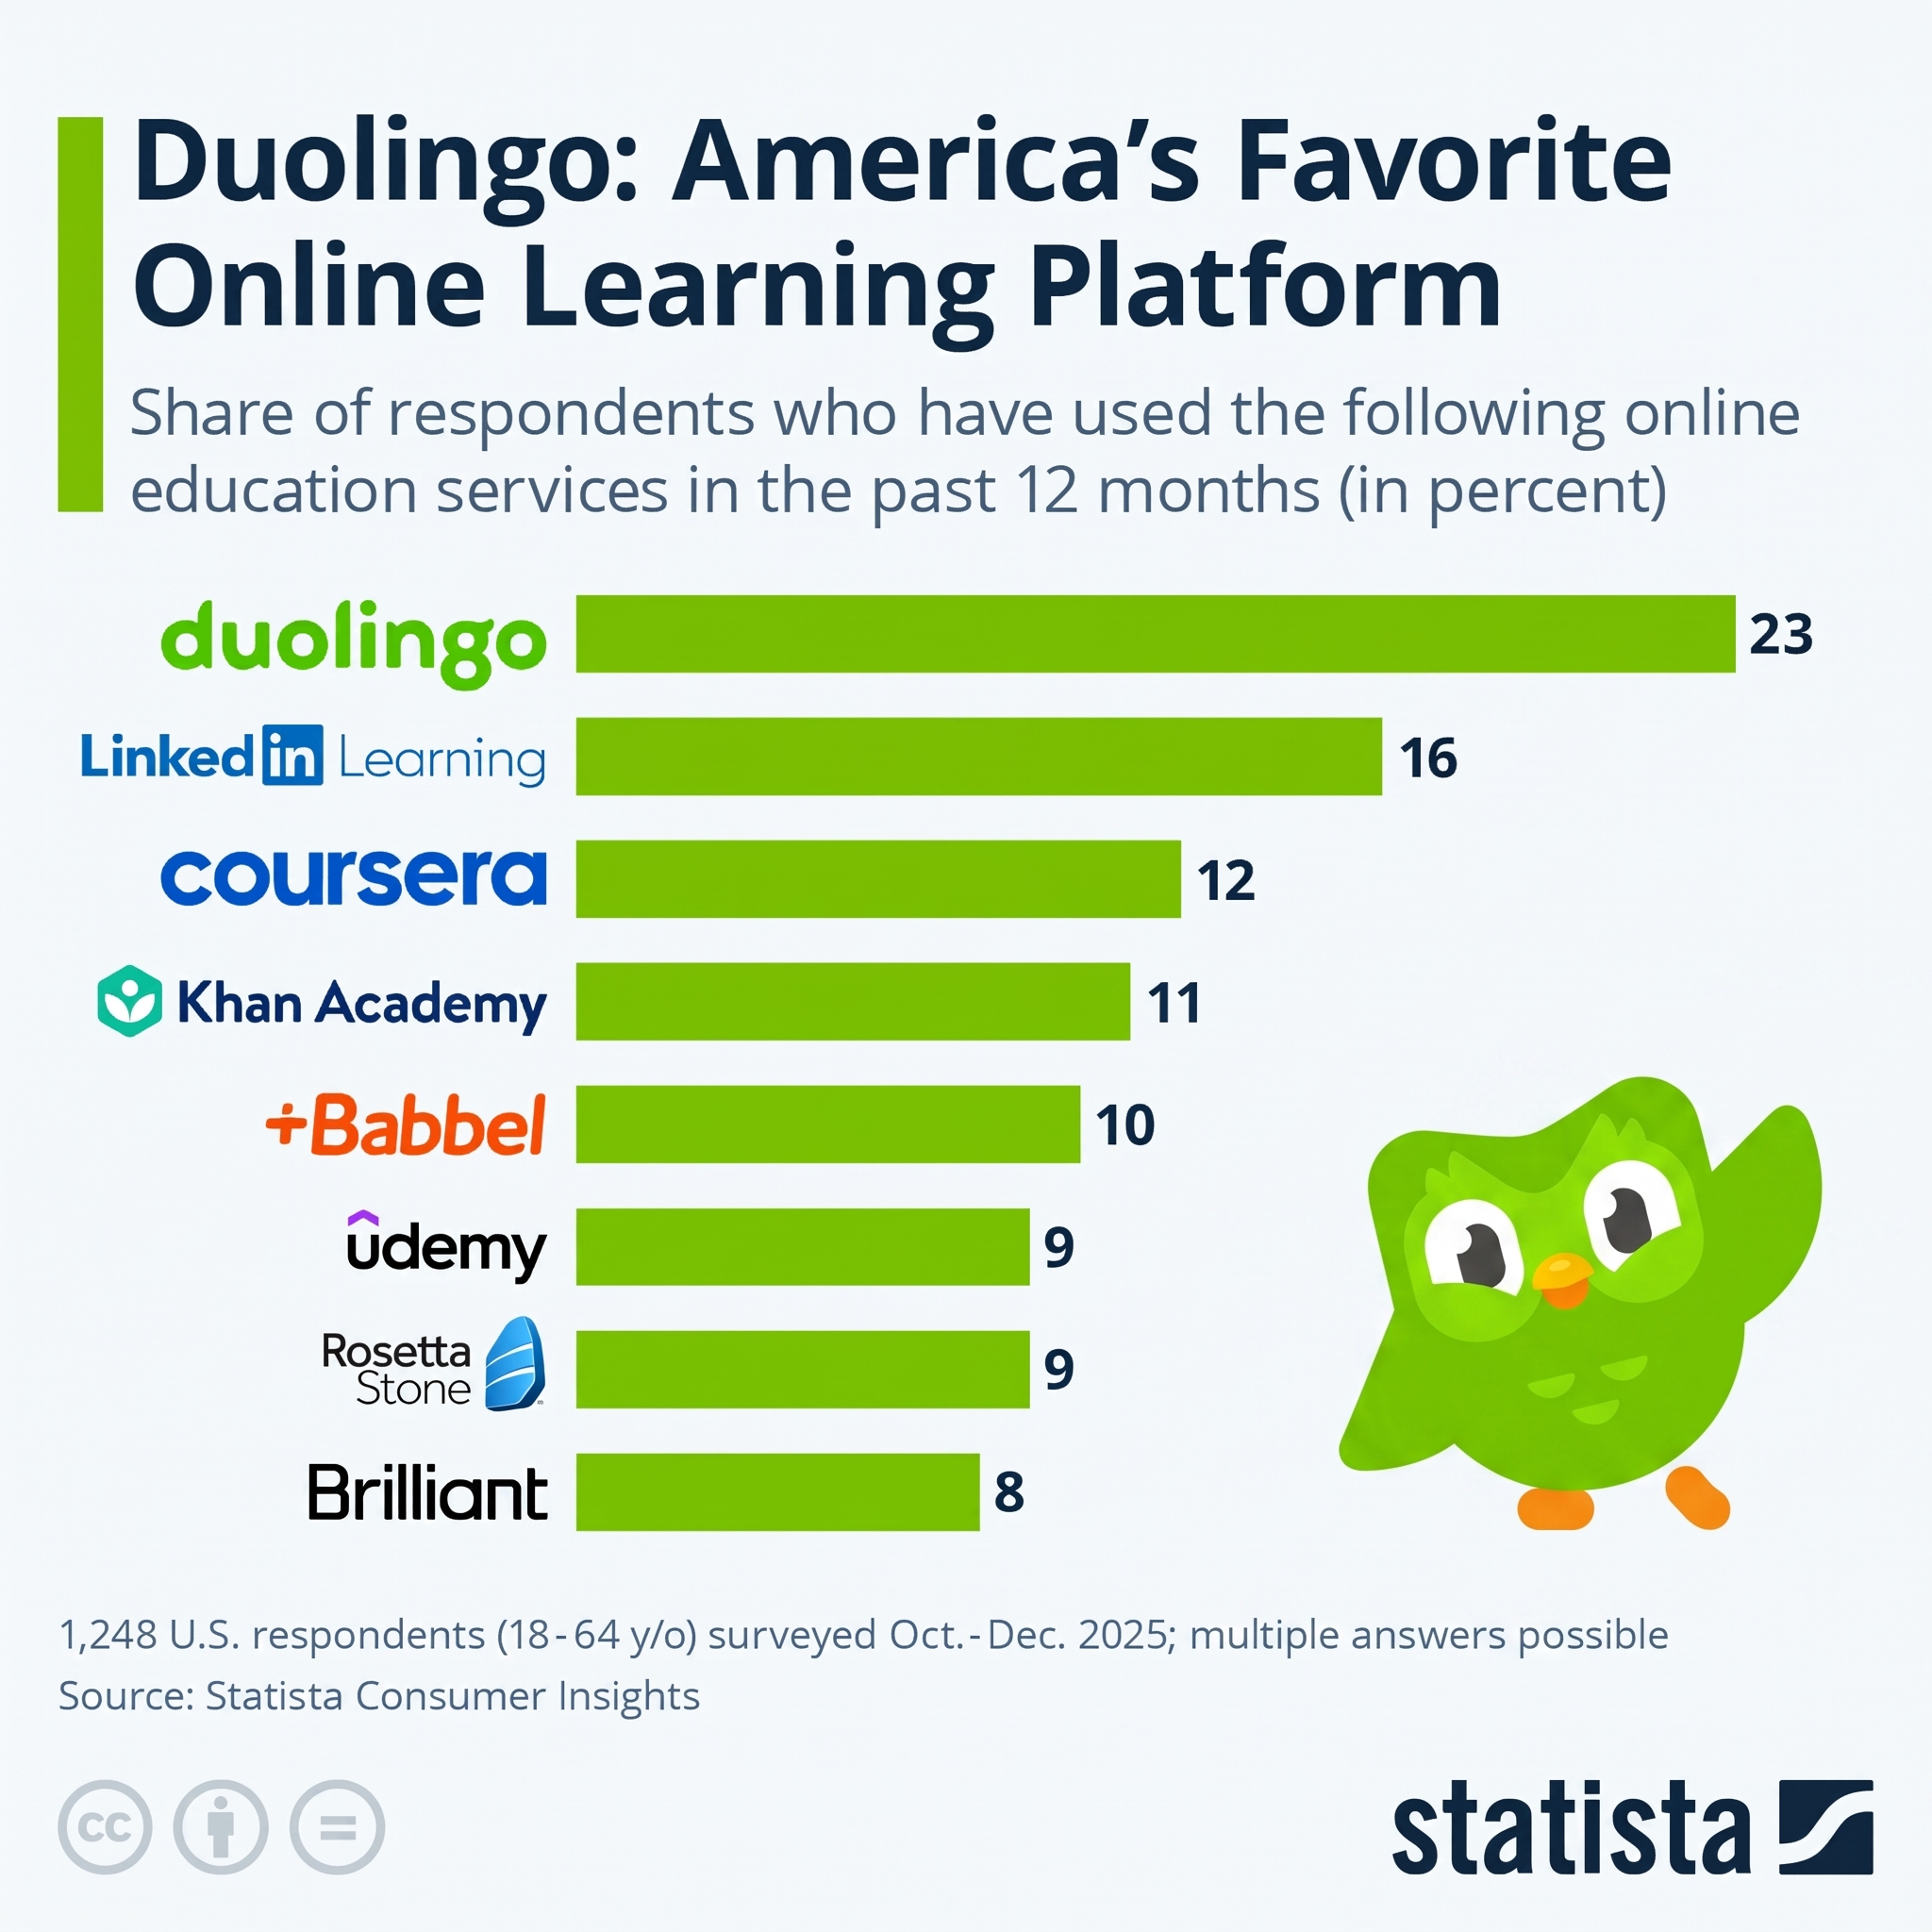 Duolingo: America’s Favorite
Online Learning Platform
Share of respondents who have used the following online
education services in the past 12 months (in percent)
duolingo 23
Linked in Learning 16
coursera 12
Khan Academy 11
+Babbel 10
ûdemy 9
Rosetta
Stone 9
Brilliant 8
1,248 U.S. respondents (18-64 y/o) surveyed Oct.-Dec. 2025; multiple answers possible
Source: Statista Consumer Insights
cc =
statista